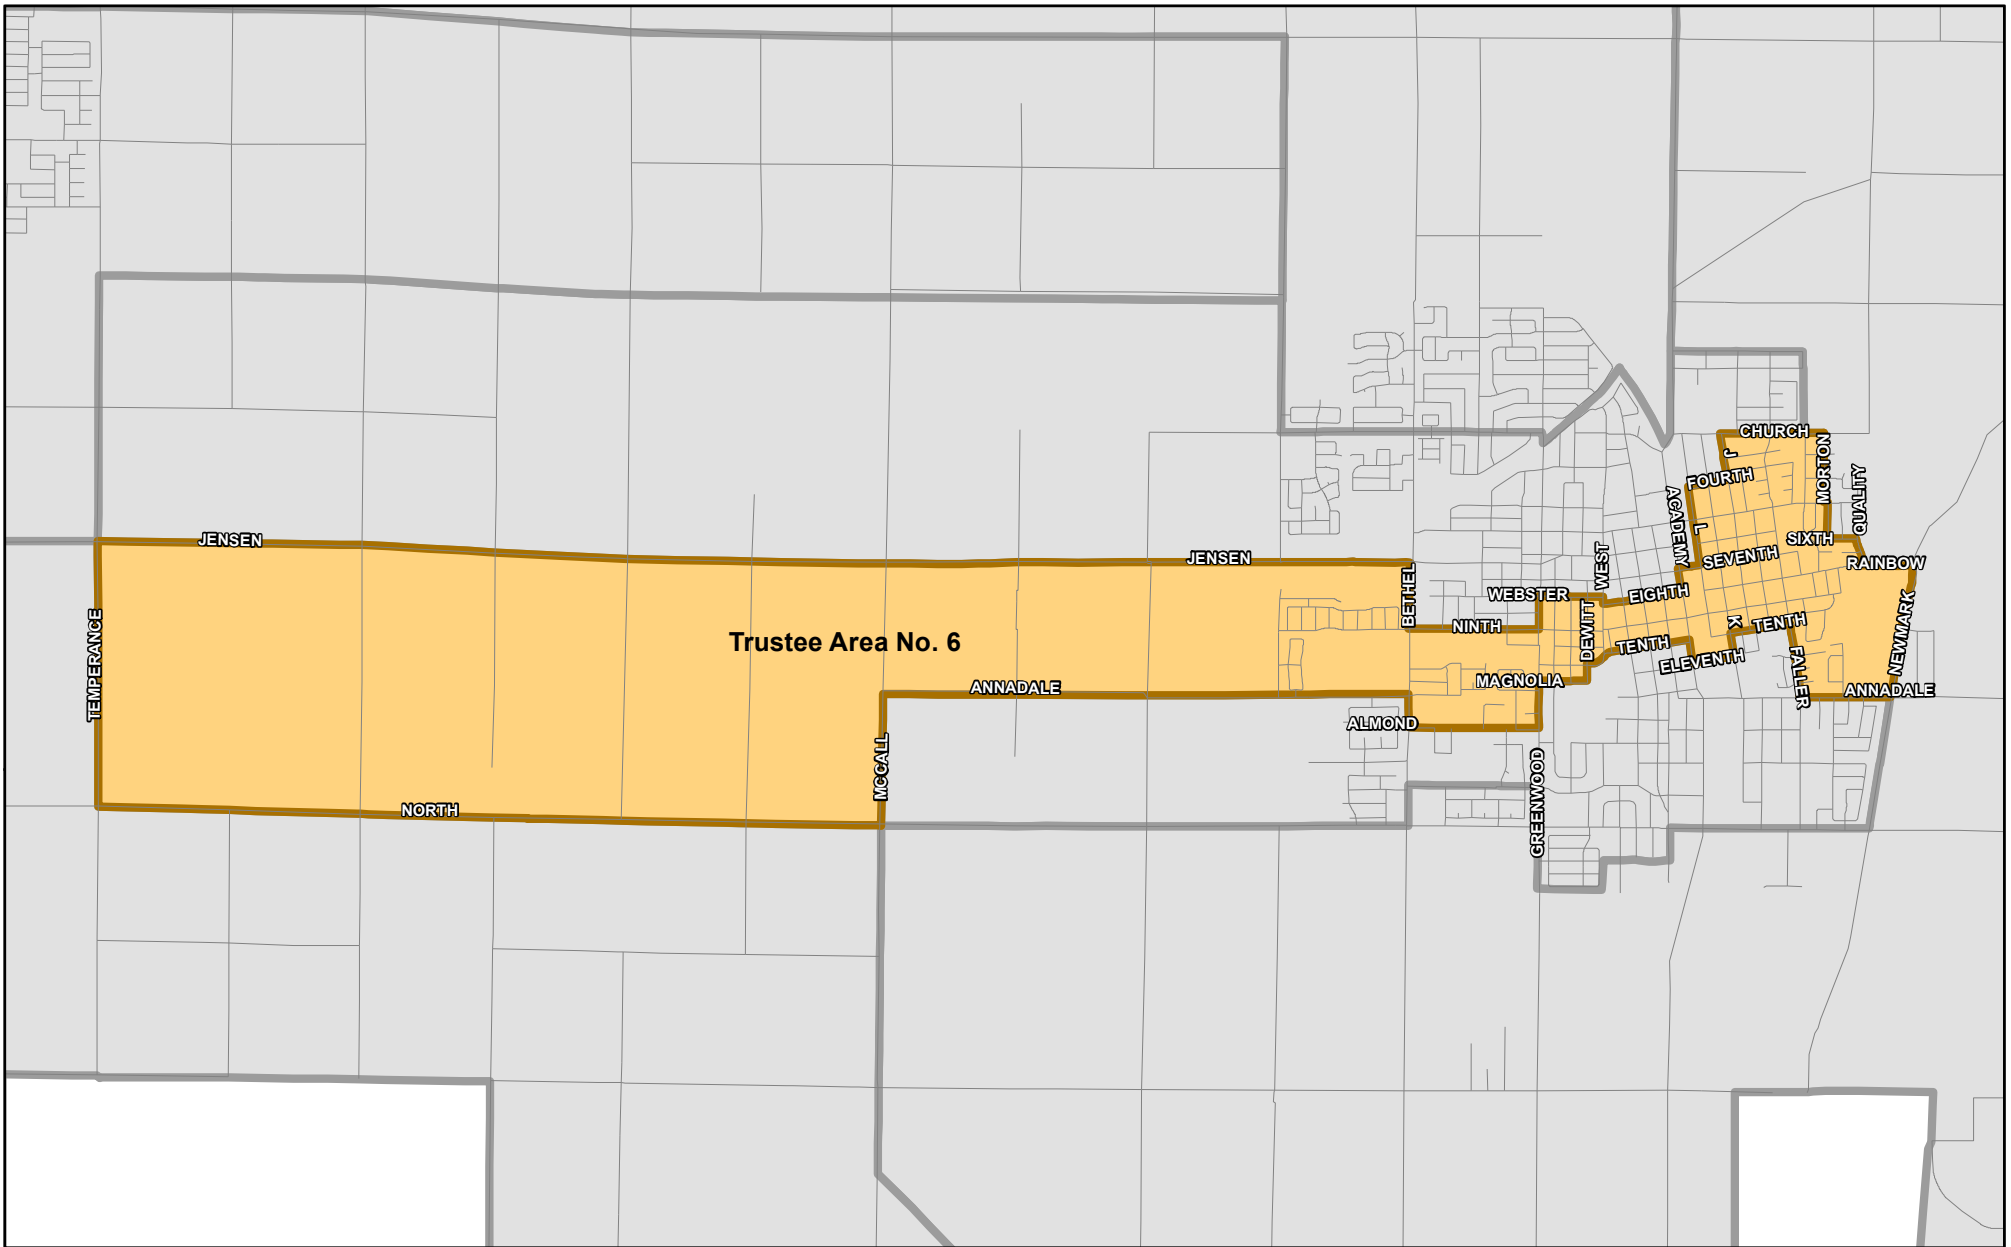 CHURCH
J
MORTON
FOURTH
QUALITY
ACADEMY
L
JENSEN
SIXTH
JENSEN
SEVENTH
WEST
RAINBOW
BETHEL
WEBSTER
EIGHTH
NINTH
DEWITT
K
TENTH
NEWMARK
TEMPERANCE
Trustee Area No. 6
TENTH
ELEVENTH
FALLER
MAGNOLIA
ANNADALE
ANNADALE
ALMOND
MCCALL
GREENWOOD
NORTH